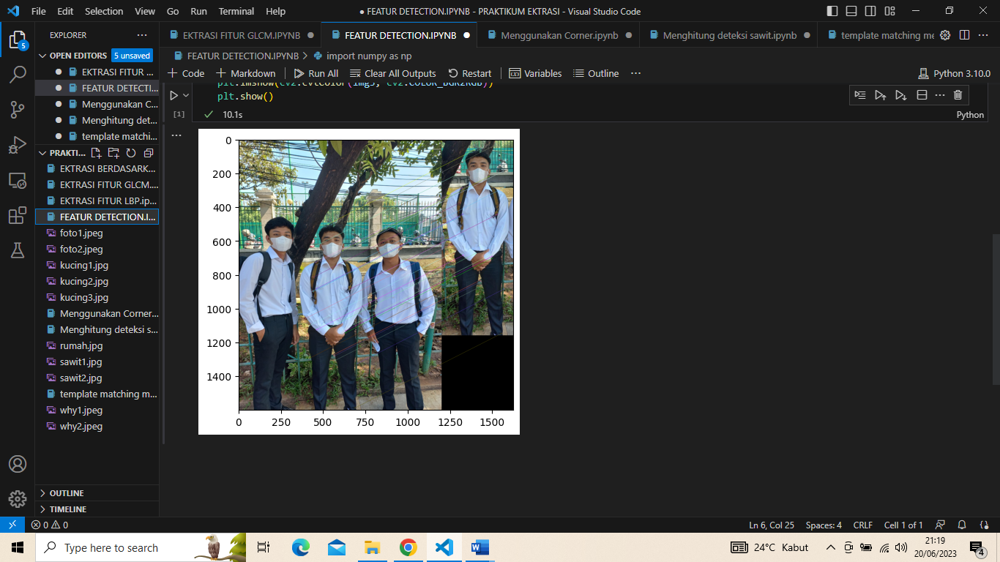 File Edit Selection View Go Run Terminal Help
● FEATUR DETECTION.IPYNB - PRAKTIKUM EKTRASI - Visual Studio Code
EXPLORER
EKTRASI FITUR GLCM.IPYNB
FEATUR DETECTION.IPYNB
Menggunakan Corner.ipynb
Menghitung deteksi sawit.ipynb
template matching me
OPEN EDITORS 5 unsaved
EKTRASI FITUR ...
FEATUR DETECTI...
Menggunakan C...
Menghitung det...
template matchi...
PRAKTI...
EKTRASI BERDASARK...
EKTRASI FITUR GLCM....
EKTRASI FITUR LBP.ip...
FEATUR DETECTION.I...
foto1.jpeg
foto2.jpeg
kucing1.jpg
kucing2.jpg
kucing3.jpg
Menggunakan Corner...
Menghitung deteksi s...
rumah.jpg
sawit1.jpg
sawit2.jpg
template matching m...
why1.jpeg
why2.jpeg
OUTLINE
TIMELINE
5
FEATUR DETECTION.IPYNB > import numpy as np
+ Code + Markdown Run All Clear All Outputs Restart Variables Outline ...
Python 3.10.0
plt.imshow(cv2.cvtColor(img3, cv2.COLOR_BGR2RGB))
plt.show()
[1]
10.1s
Python
0
200
400
600
800
1000
1200
1400
0 250 500 750 1000 1250 1500
0 0
Ln 6, Col 25 Spaces: 4 CRLF Cell 1 of 1
Type here to search
24°C Kabut
21:19
20/06/2023
4